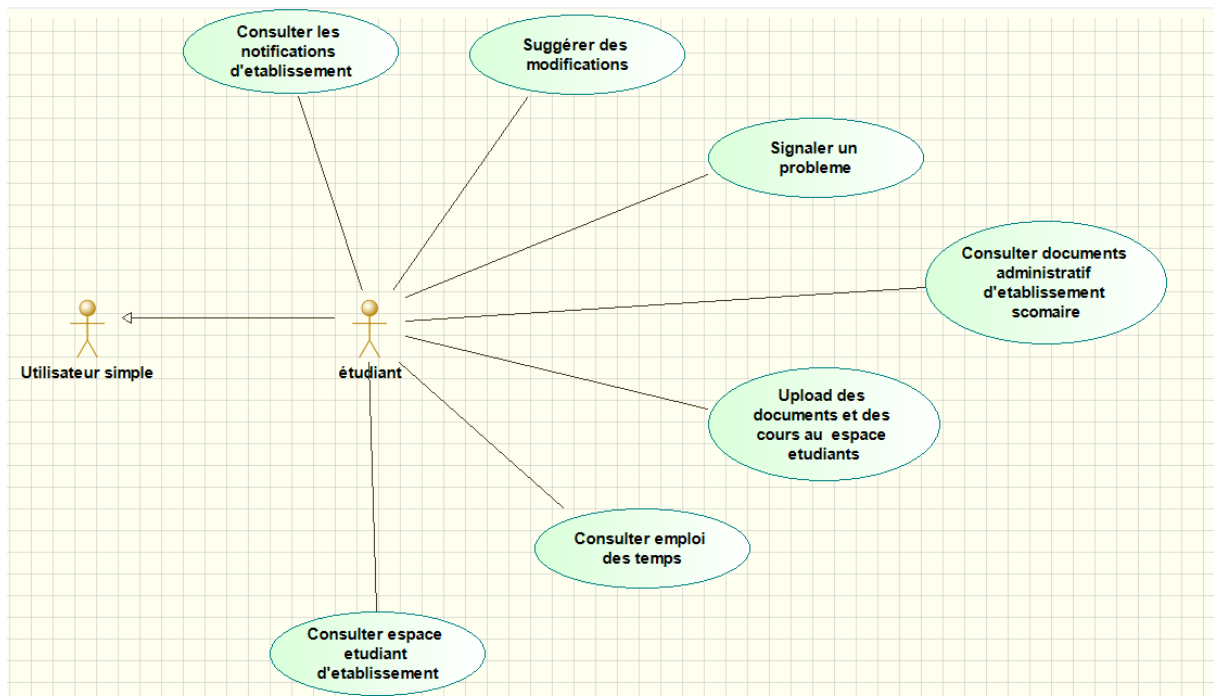 Consulter les
notifications
d'etablissement
Suggérer des
modifications
Signaler un
probleme
Consulter documents
administratif
d'etablissement
scomaire
Utilisateur simple
étudiant
Upload des
documents et des
cours au espace
etudiants
Consulter emploi
des temps
Consulter espace
etudiant
d'etablissement